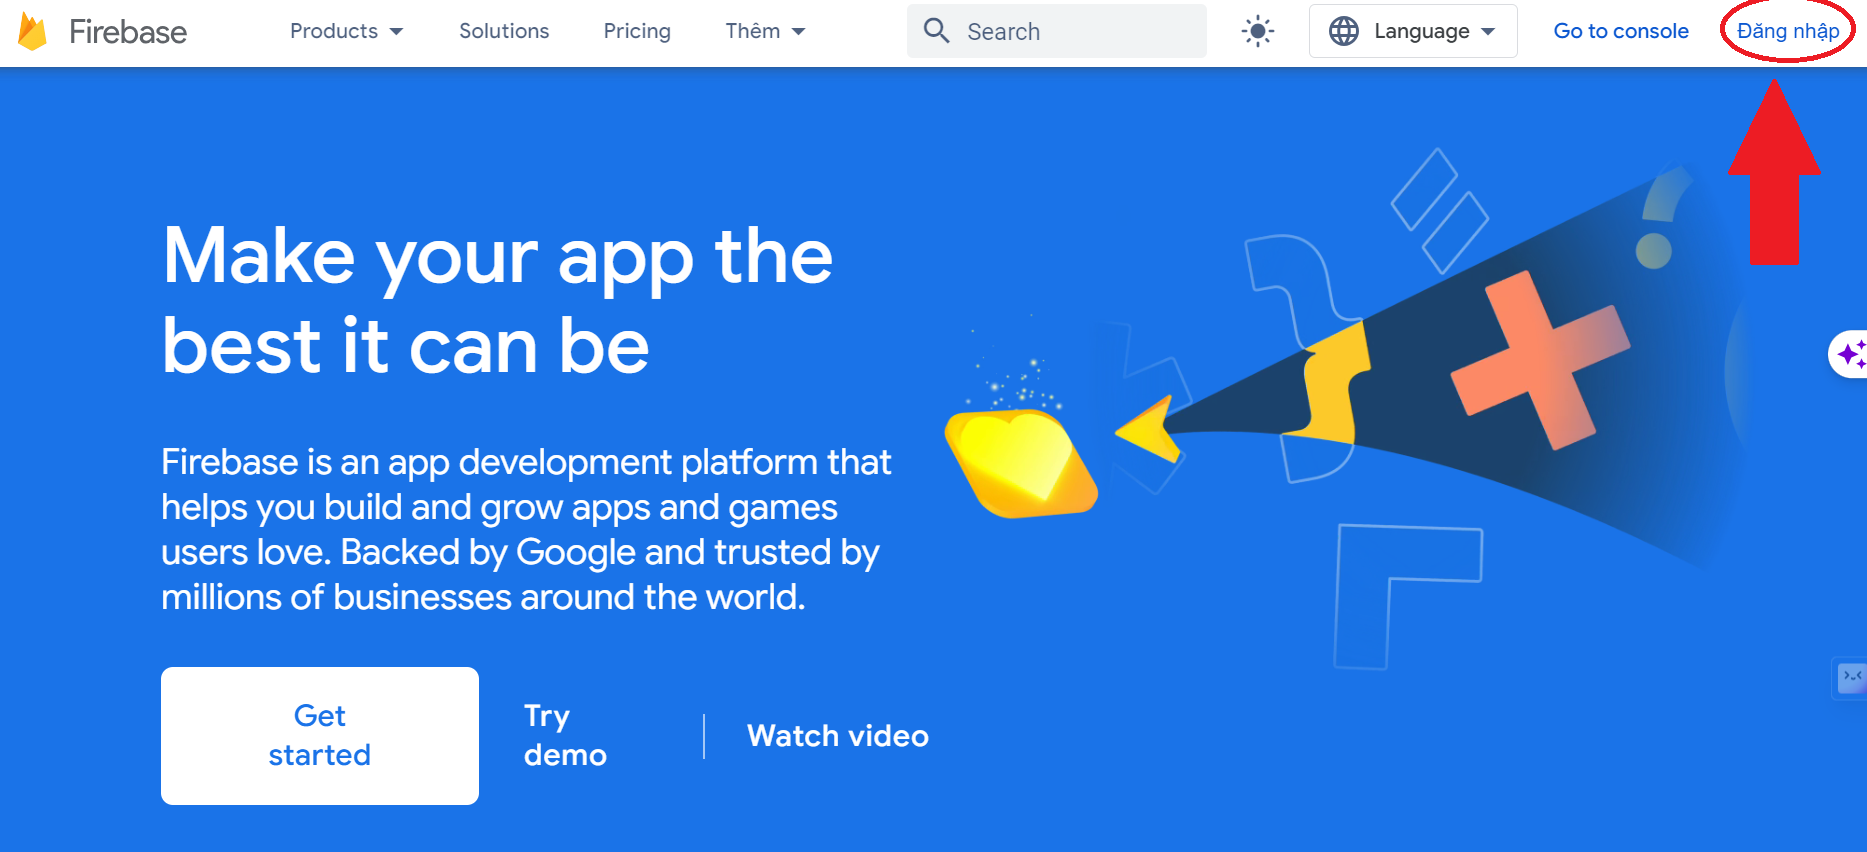 Firebase Products Solutions Pricing Thêm Search Language Go to console Đăng nhập
Make your app the
best it can be
Firebase is an app development platform that
helps you build and grow apps and games
users love. Backed by Google and trusted by
millions of businesses around the world.
Get
started
Try
demo
Watch video